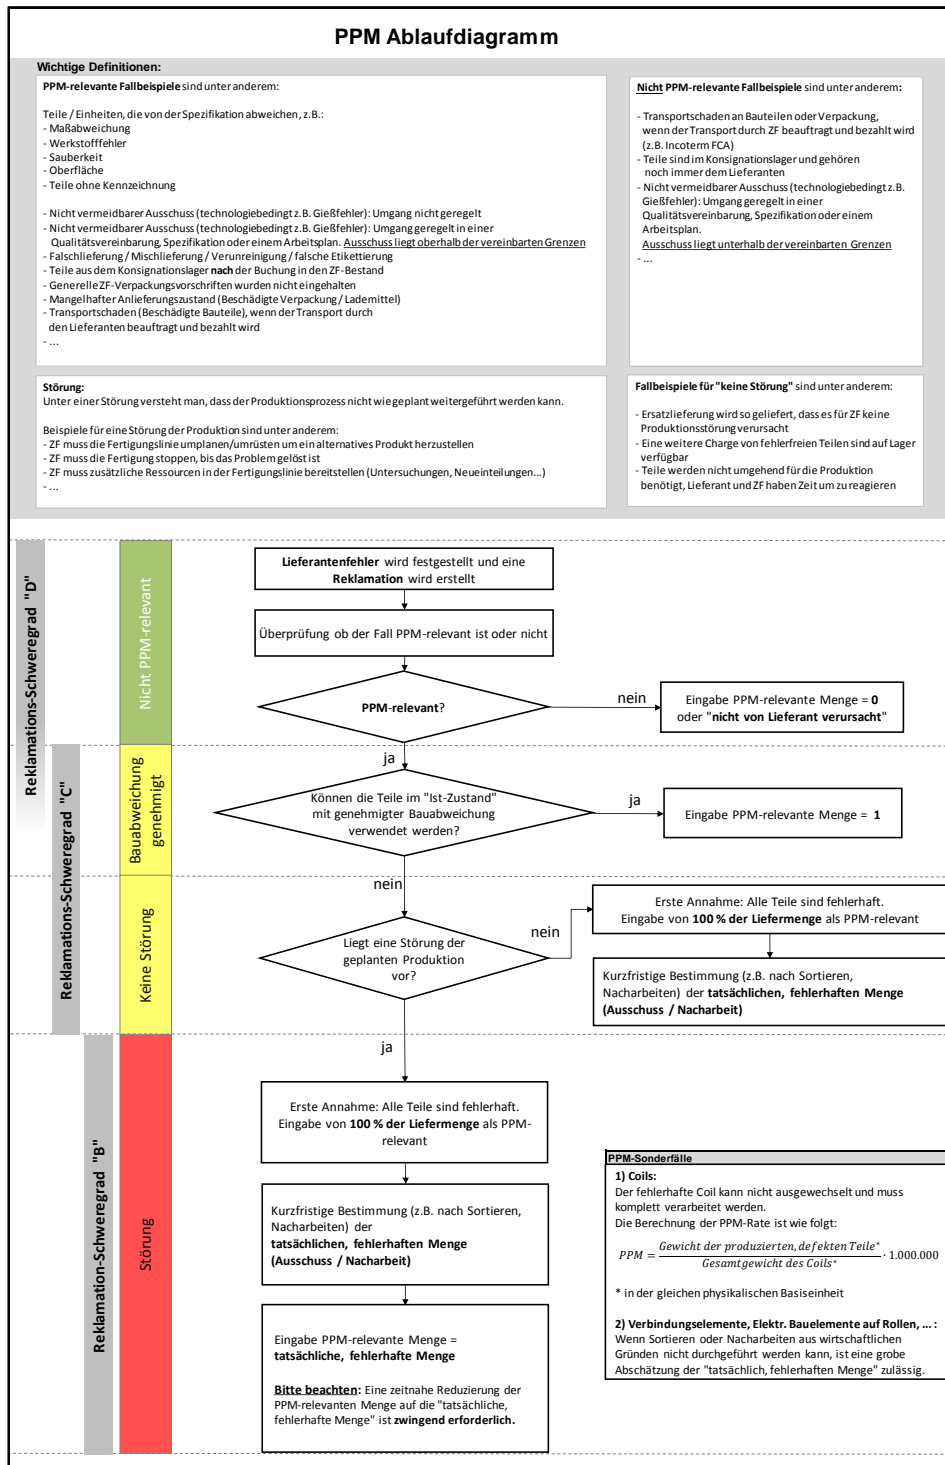 PPM Ablaufdiagramm
Wichtige Definitionen:
PPM-relevante Fallbeispiele sind unter anderem:
Teile / Einheiten, die von der Spezifikation abweichen, z.B.:
- Maßabweichung
- Werkstofffehler
- Sauberkeit
- Oberfläche
- Teile ohne Kennzeichnung
- Nicht vermeidbarer Ausschuss (technologiebedingt z.B. Gießfehler): Umgang nicht geregelt
- Nicht vermeidbarer Ausschuss (technologiebedingt z.B. Gießfehler): Umgang geregelt in einer
Qualitätsvereinbarung, Spezifikation oder einem Arbeitsplan. Ausschuss liegt oberhalb der vereinbarten Grenzen
- Falschlieferung / Mischlieferung / Verunreinigung / falsche Etikettierung
- Teile aus dem Konsignationslager nach der Buchung in den ZF-Bestand
- Generelle ZF-Verpackungsvorschriften wurden nicht eingehalten
- Mangelhafter Anlieferungszustand (Beschädigte Verpackung / Lademittel)
- Transportschaden (Beschädigte Bauteile), wenn der Transport durch
den Lieferanten beauftragt und bezahlt wird
- ...
Nicht PPM-relevante Fallbeispiele sind unter anderem:
- Transportschaden an Bauteilen oder Verpackung,
wenn der Transport durch ZF beauftragt und bezahlt wird
(z.B. Incoterm FCA)
- Teile sind im Konsignationslager und gehören
noch immer dem Lieferanten
- Nicht vermeidbarer Ausschuss (technologiebedingt z.B.
Gießfehler): Umgang geregelt in einer
Qualitätsvereinbarung, Spezifikation oder einem
Arbeitsplan.
Ausschuss liegt unterhalb der vereinbarten Grenzen
- ...
Störung:
Unter einer Störung versteht man, dass der Produktionsprozess nicht wie geplant weitergeführt werden kann.
Beispiele für eine Störung der Produktion sind unter anderem:
- ZF muss die Fertigungslinie umplanen/umrüsten um ein alternatives Produkt herzustellen
- ZF muss die Fertigung stoppen, bis das Problem gelöst ist
- ZF muss zusätzliche Ressourcen in der Fertigungslinie bereitstellen (Untersuchungen, Neueinteilungen...)
- ...
Fallbeispiele für "keine Störung" sind unter anderem:
- Ersatzlieferung wird so geliefert, dass es für ZF keine
Produktionsstörung verursacht
- Eine weitere Charge von fehlerfreien Teilen sind auf Lager
verfügbar
- Teile werden nicht umgehend für die Produktion
benötigt, Lieferant und ZF haben Zeit um zu reagieren
Reklamations-Schweregrad "D"
Nicht PPM-relevant
Lieferantenfehler wird festgestellt und eine
Reklamation wird erstellt
Überprüfung ob der Fall PPM-relevant ist oder nicht
PPM-relevant?
nein
Eingabe PPM-relevante Menge = 0
oder "nicht von Lieferant verursacht"
ja
Reklamations-Schweregrad "C"
Bauabweichung
genehmigt
Können die Teile im "Ist-Zustand"
mit genehmigter Bauabweichung
verwendet werden?
ja
Eingabe PPM-relevante Menge = 1
nein
Keine Störung
Liegt eine Störung der
geplanten Produktion
vor?
nein
Erste Annahme: Alle Teile sind fehlerhaft.
Eingabe von 100 % der Liefermenge als PPM-relevant
Kurzfristige Bestimmung (z.B. nach Sortieren,
Nacharbeiten) der tatsächlichen, fehlerhaften Menge
(Ausschuss / Nacharbeit)
ja
Reklamation-Schweregrad "B"
Störung
Erste Annahme: Alle Teile sind fehlerhaft.
Eingabe von 100 % der Liefermenge als PPM-
relevant
Kurzfristige Bestimmung (z.B. nach Sortieren,
Nacharbeiten) der
tatsächlichen, fehlerhaften Menge
(Ausschuss / Nacharbeit)
Eingabe PPM-relevante Menge =
tatsächliche, fehlerhafte Menge
Bitte beachten: Eine zeitnahe Reduzierung der
PPM-relevanten Menge auf die "tatsächliche,
fehlerhafte Menge" ist zwingend erforderlich.
PPM-Sonderfälle
1) Coils:
Der fehlerhafte Coil kann nicht ausgewechselt und muss
komplett verarbeitet werden.
Die Berechnung der PPM-Rate ist wie folgt:
PPM = Gewicht der produzierten, defekten Teile* / Gesamtgewicht des Coils* · 1.000.000
* in der gleichen physikalischen Basiseinheit
2) Verbindungselemente, Elektr. Bauelemente auf Rollen, ... :
Wenn Sortieren oder Nacharbeiten aus wirtschaftlichen
Gründen nicht durchgeführt werden kann, ist eine grobe
Abschätzung der "tatsächlich, fehlerhaften Menge" zulässig.